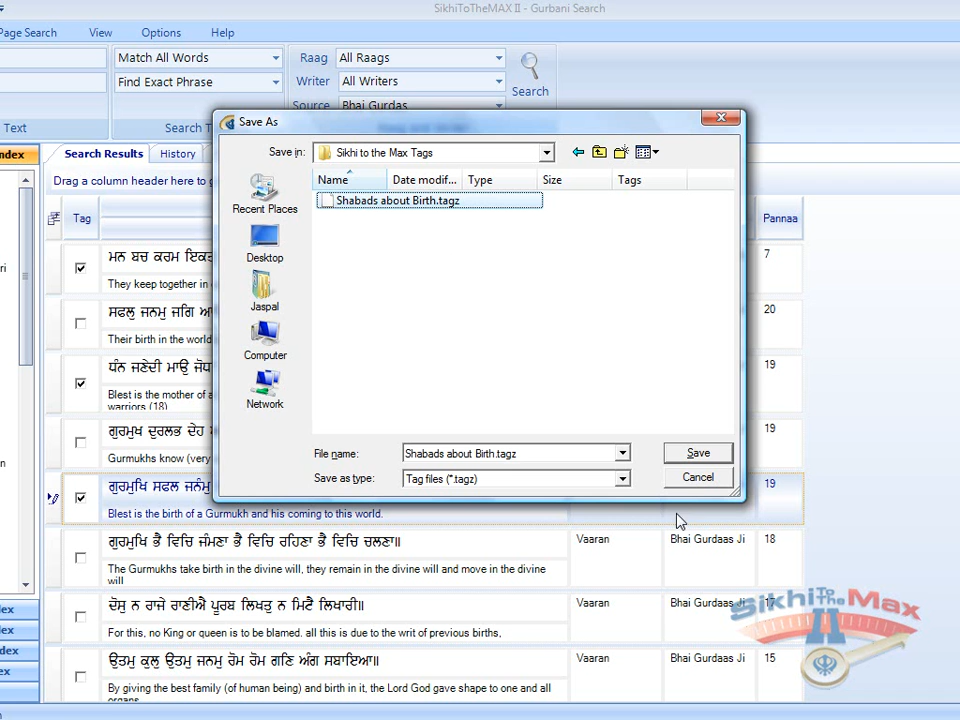 SikhiToTheMAX II - Gurbani Search
Page Search View Options Help
Match All Words Raag All Raags
Find Exact Phrase Writer All Writers Search
Source Bhai Gurdas
Text Search
Save As
Save in: Sikhi to the Max Tags
Index Search Results History
Drag a column header here to
Name Date modif... Type Size Tags
Shabads about Birth.tagz
Recent Places
Desktop
Jaspal
Computer
Network
File name: Shabads about Birth.tagz Save
Save as type: Tag files (*.tagz) Cancel
Tag Pannaa
ਮਨ ਬਚ ਕਰਮ 7
They keep together in
ਸਫਲੁ ਜਨਮੁ ਜਗਿ 20
Their birth in the world
ਧੰਨ ਜਣੇਦੀ ਮਾਉ ਜੋਧ 19
Blest is the mother of
warriors (18)
ਗੁਰਮੁਖ ਦੁਰਲਭ ਦੇਹ 19
Gurmukhs know (very
ਗੁਰਮੁਖਿ ਸਫਲ ਜਨੰਮੁ 19
Blest is the birth of a Gurmukh and his coming to this world.
ਗੁਰਮੁਖਿ ਭੈ ਵਿਚਿ ਜੰਮਣਾ ਭੈ ਵਿਚਿ ਰਹਿਣਾ ਭੈ ਵਿਚਿ ਚਲਣਾ॥ Vaaran Bhai Gurdaas Ji 18
The Gurmukhs take birth in the divine will, they remain in the divine will and move in the divine
will
ਦੋਸੁ ਨ ਰਾਜੇ ਰਾਣੀਐ ਪੂਰਬ ਲਿਖਤੁ ਨ ਮਿਟੈ ਲਿਖਾਰੀ॥ Vaaran Bhai Gurdaas Ji 17
For this, no King or queen is to be blamed. all this is due to the writ of previous births,
ਉਤਮੁ ਕੁਲੁ ਉਤਮੁ ਜਨਮੁ ਰੋਮ ਰੋਮ ਗਣਿ ਅੰਗ ਸਬਾਇਆ॥ Vaaran Bhai Gurdaas Ji 15
By giving the best family (of human being) and birth in it, the Lord God gave shape to one and all
organs.
SikhiToTheMax